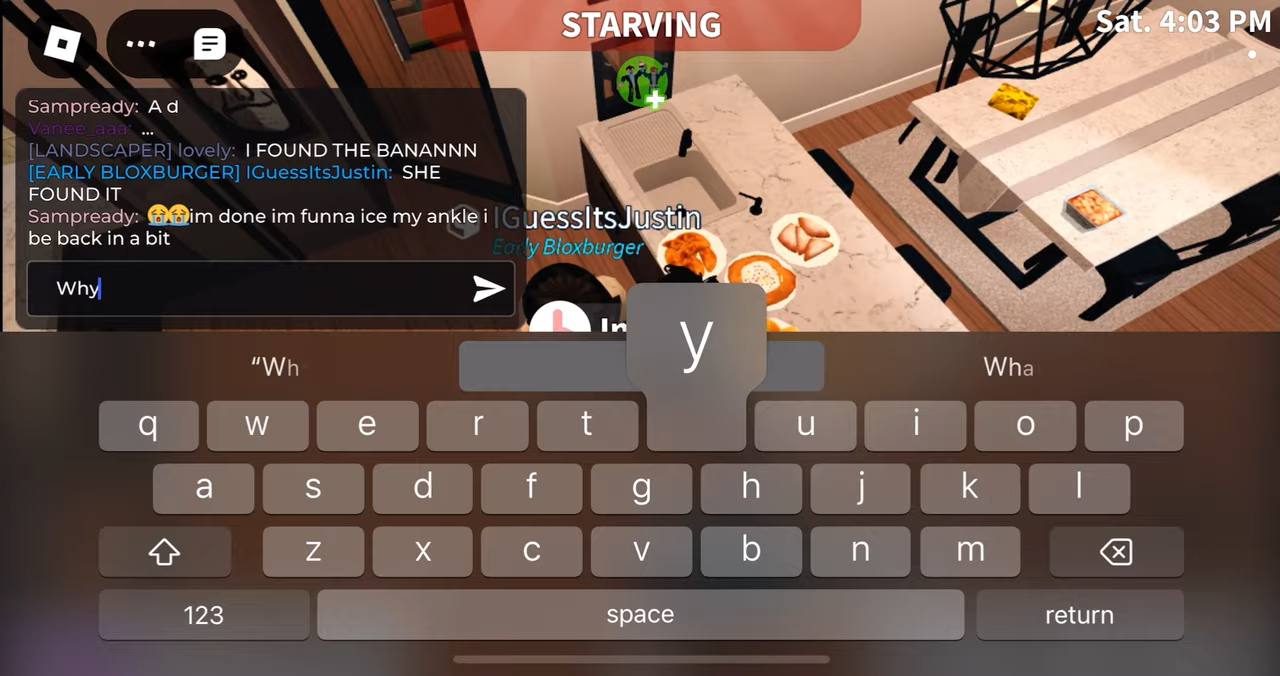 STARVING
Sat. 4:03 PM
Sampready: A d
Vanee_aaa: ...
[LANDSCAPER] lovely: I FOUND THE BANANNN
[EARLY BLOXBURGER] IGuessItsJustin: SHE
FOUND IT
Sampready: 😭😭im done im funna ice my ankle i
be back in a bit
IGuessItsJustin
Early Bloxburger
Why
In
y
“Wh
Wha
q w e r t u i o p
a s d f g h j k l
z x c v b n m
123 space return